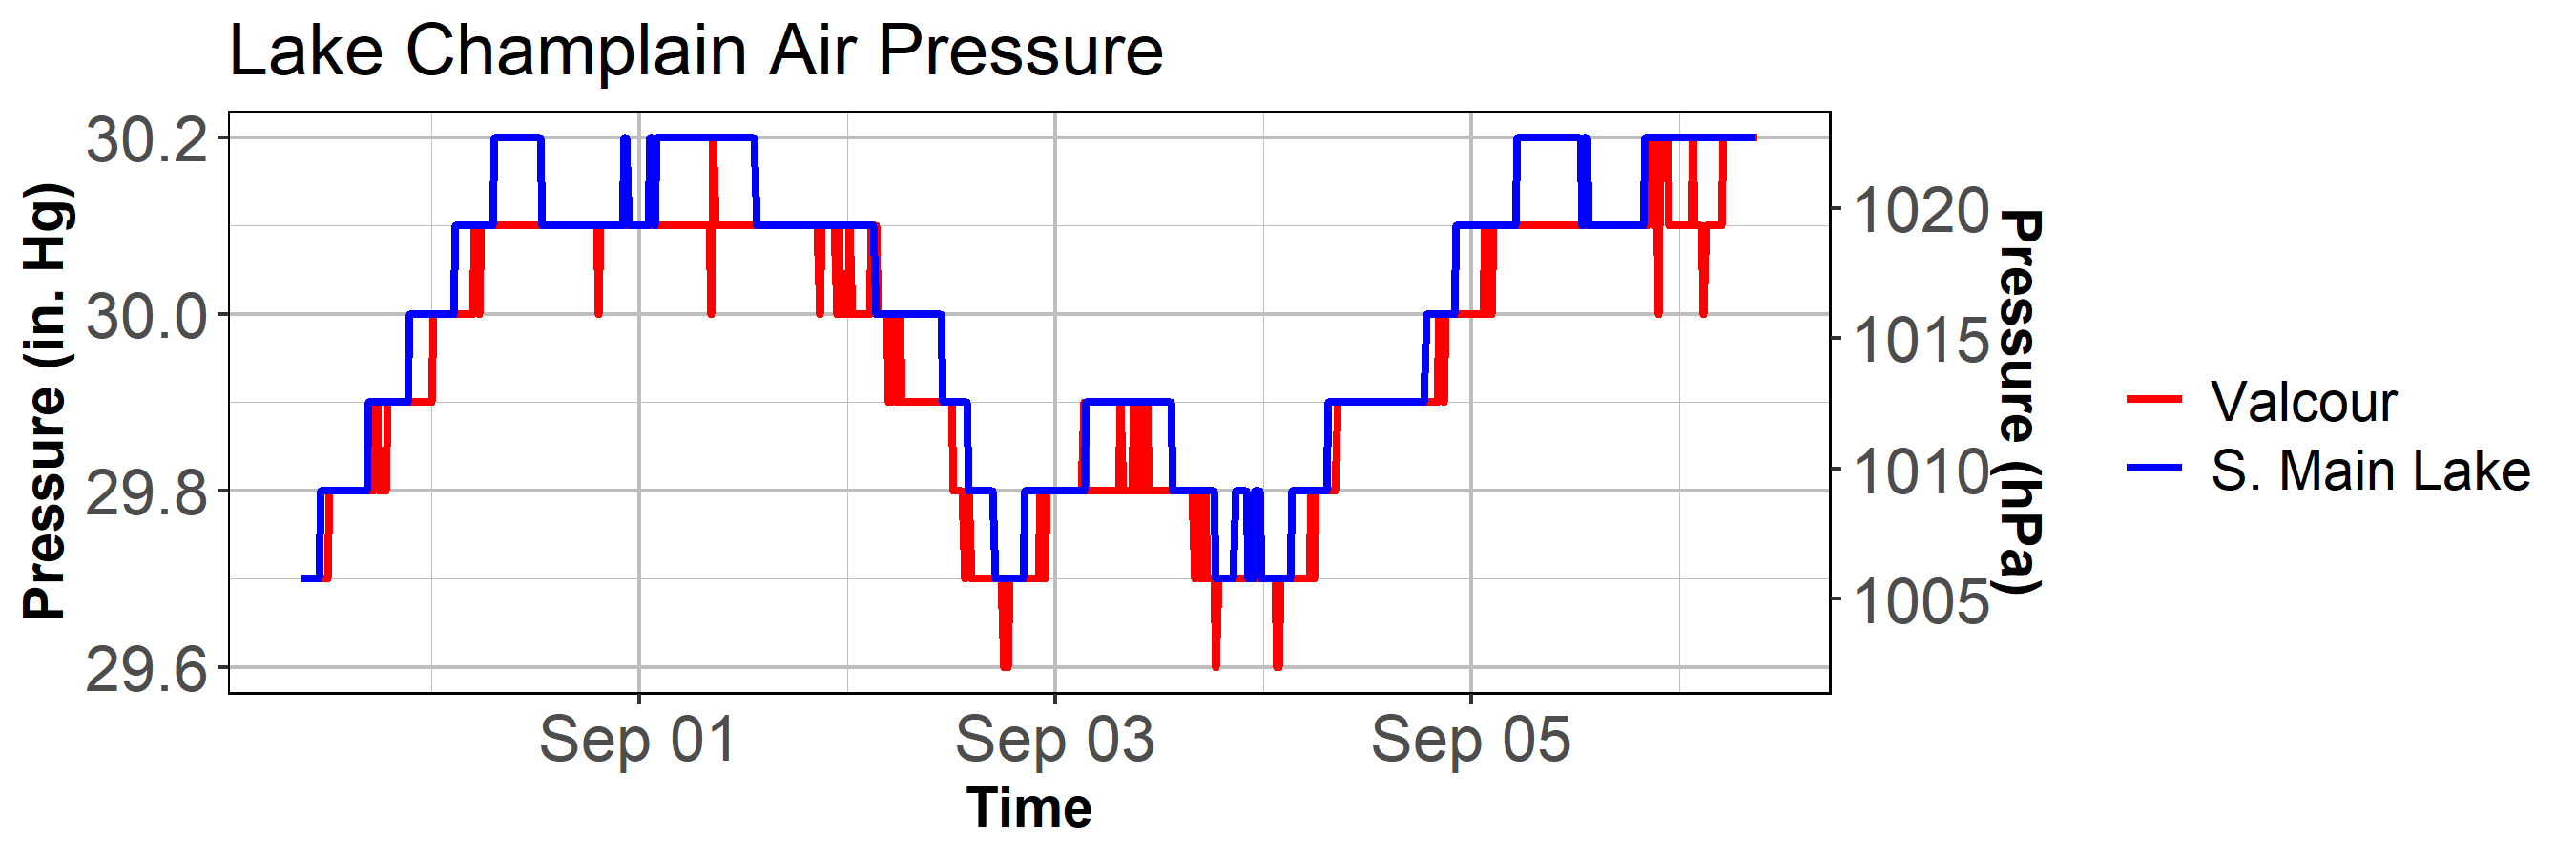 Lake Champlain Air Pressure
Pressure (in. Hg)
30.2
30.0
29.8
29.6
1020
1015
1010
1005
Pressure (hPa)
Sep 01
Sep 03
Sep 05
Time
Valcour
S. Main Lake